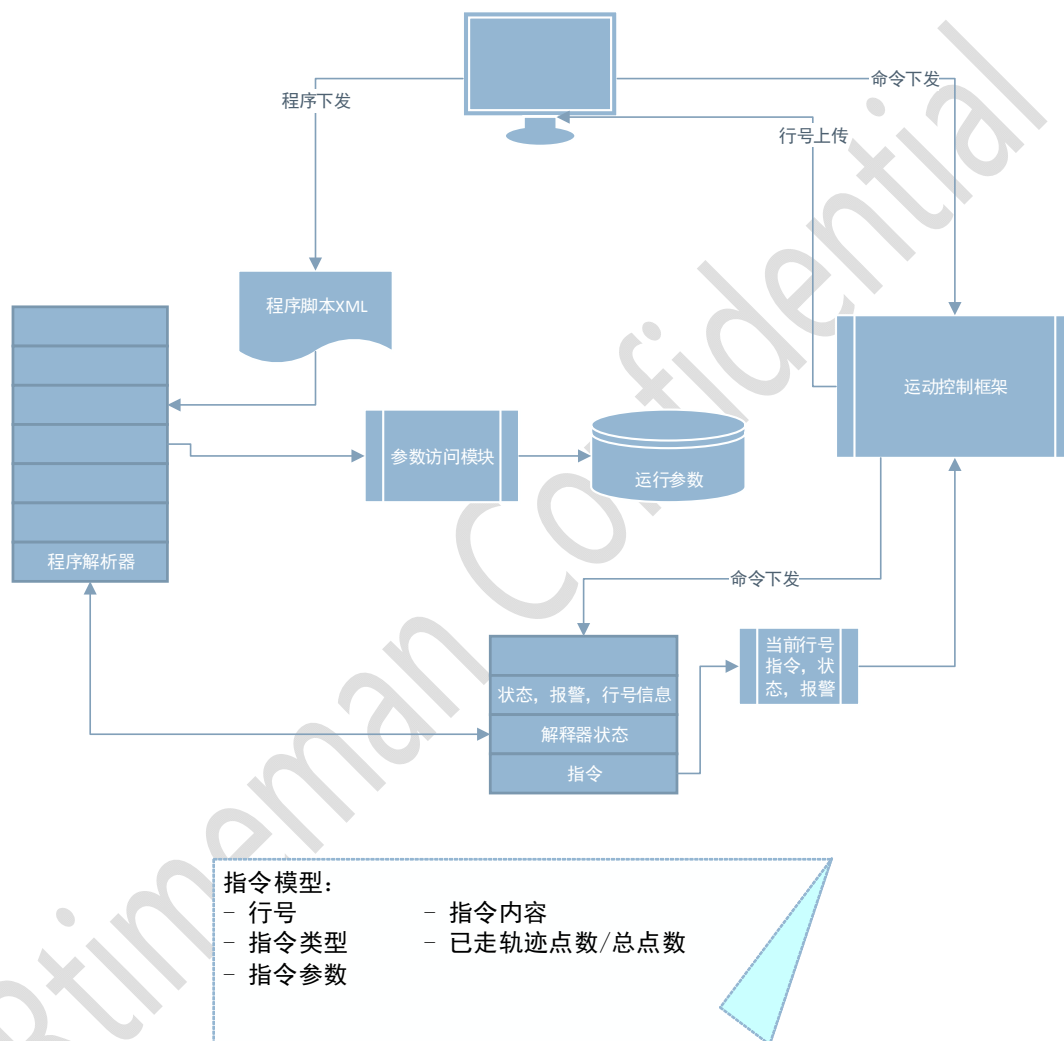 程序下发
命令下发
行号上传
程序脚本XML
运动控制框架
参数访问模块
运行参数
程序解析器
命令下发
当前行号
指令，状
态，报警
状态，报警，行号信息
解释器状态
指令
指令模型：
- 行号
- 指令内容
- 指令类型
- 已走轨迹点数/总点数
- 指令参数
Rtimeman Confidential